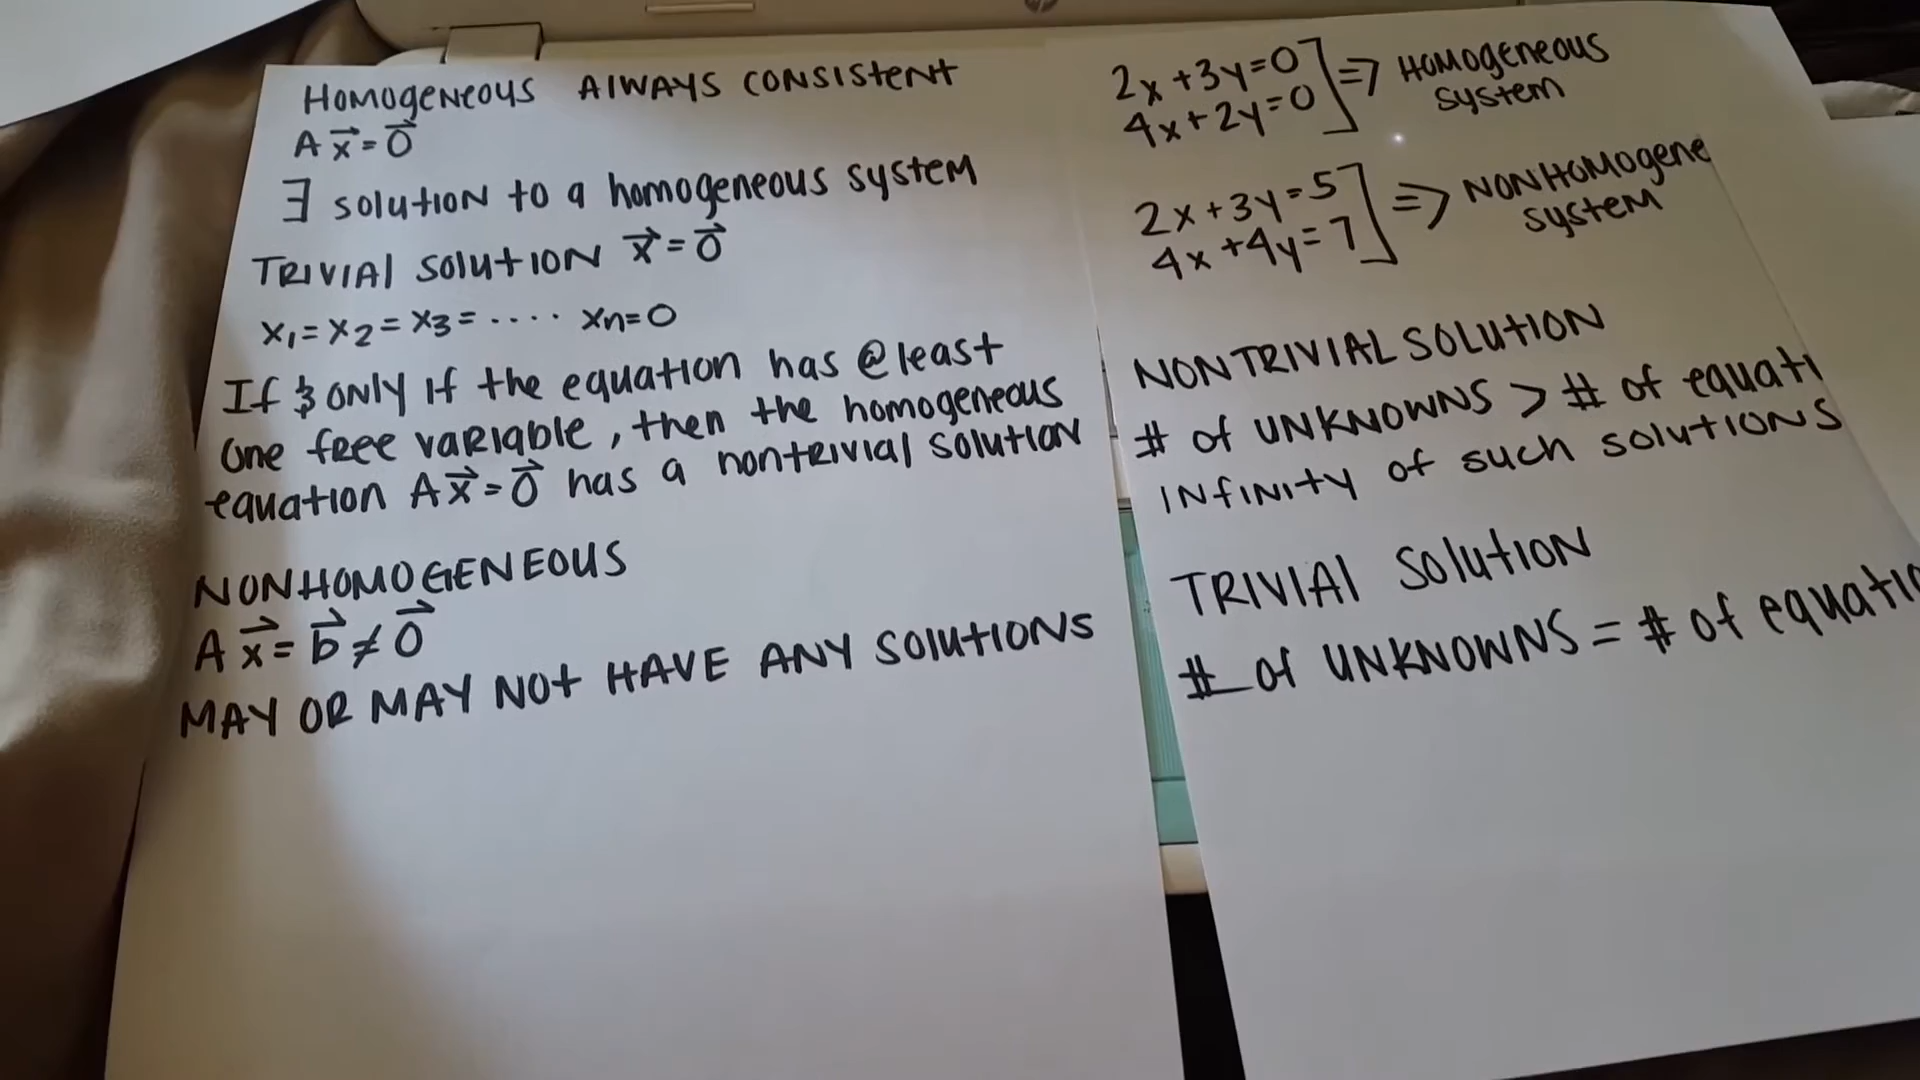 Homogeneous Always Consistent
A x⃗ = 0⃗
∃ solution to a homogeneous system
Trivial solution x⃗ = 0⃗
x₁ = x₂ = x₃ = .... xn = 0
If & only if the equation has @least
one free variable, then the homogeneous
equation A x⃗ = 0⃗ has a nontrivial solution
NONHOMOGENEOUS
A x⃗ = b⃗ ≠ 0⃗
MAY OR MAY NOT HAVE ANY SOLUTIONS
2x + 3y = 0
4x + 2y = 0 ] => Homogeneous
system
2x + 3y = 5
4x + 4y = 7 ] => NONHOMOGENE
system
NONTRIVIAL SOLUTION
# of UNKNOWNS > # of equati
INFINITY of such solutions
TRIVIAL Solution
# of UNKNOWNS = # of equatio